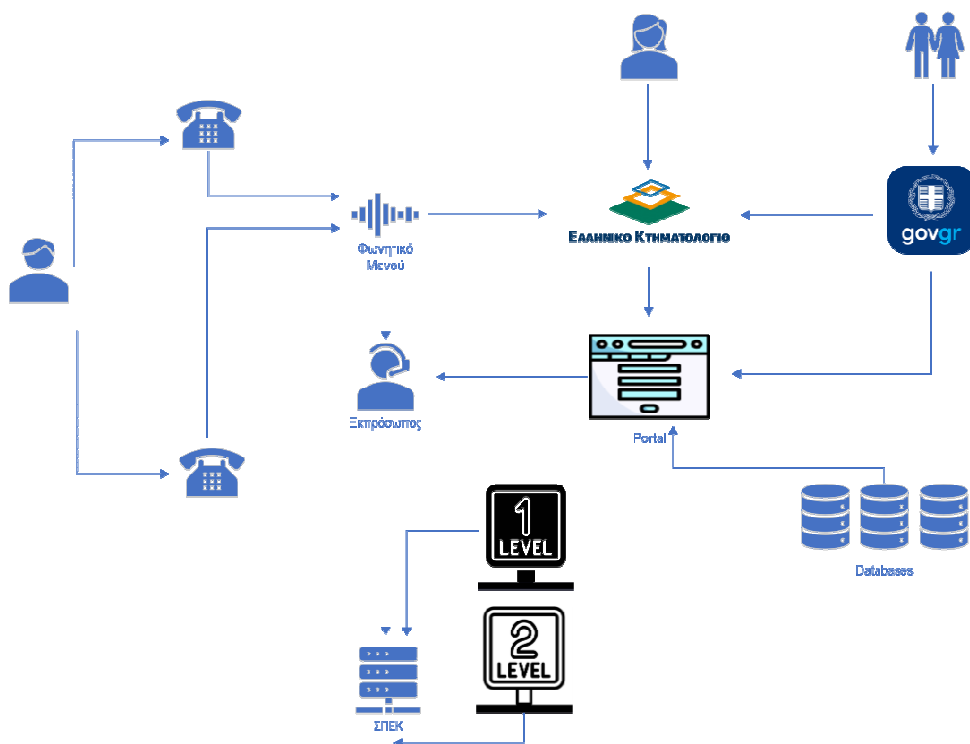 govgr
ΕΛΛΗΝΙΚΟ ΚΤΗΜΑΤΟΛΟΓΙΟ
Φωνητικό
Μενού
Εκπρόσωπος
Portal
1
LEVEL
Databases
2
LEVEL
ΣΠΕΚ